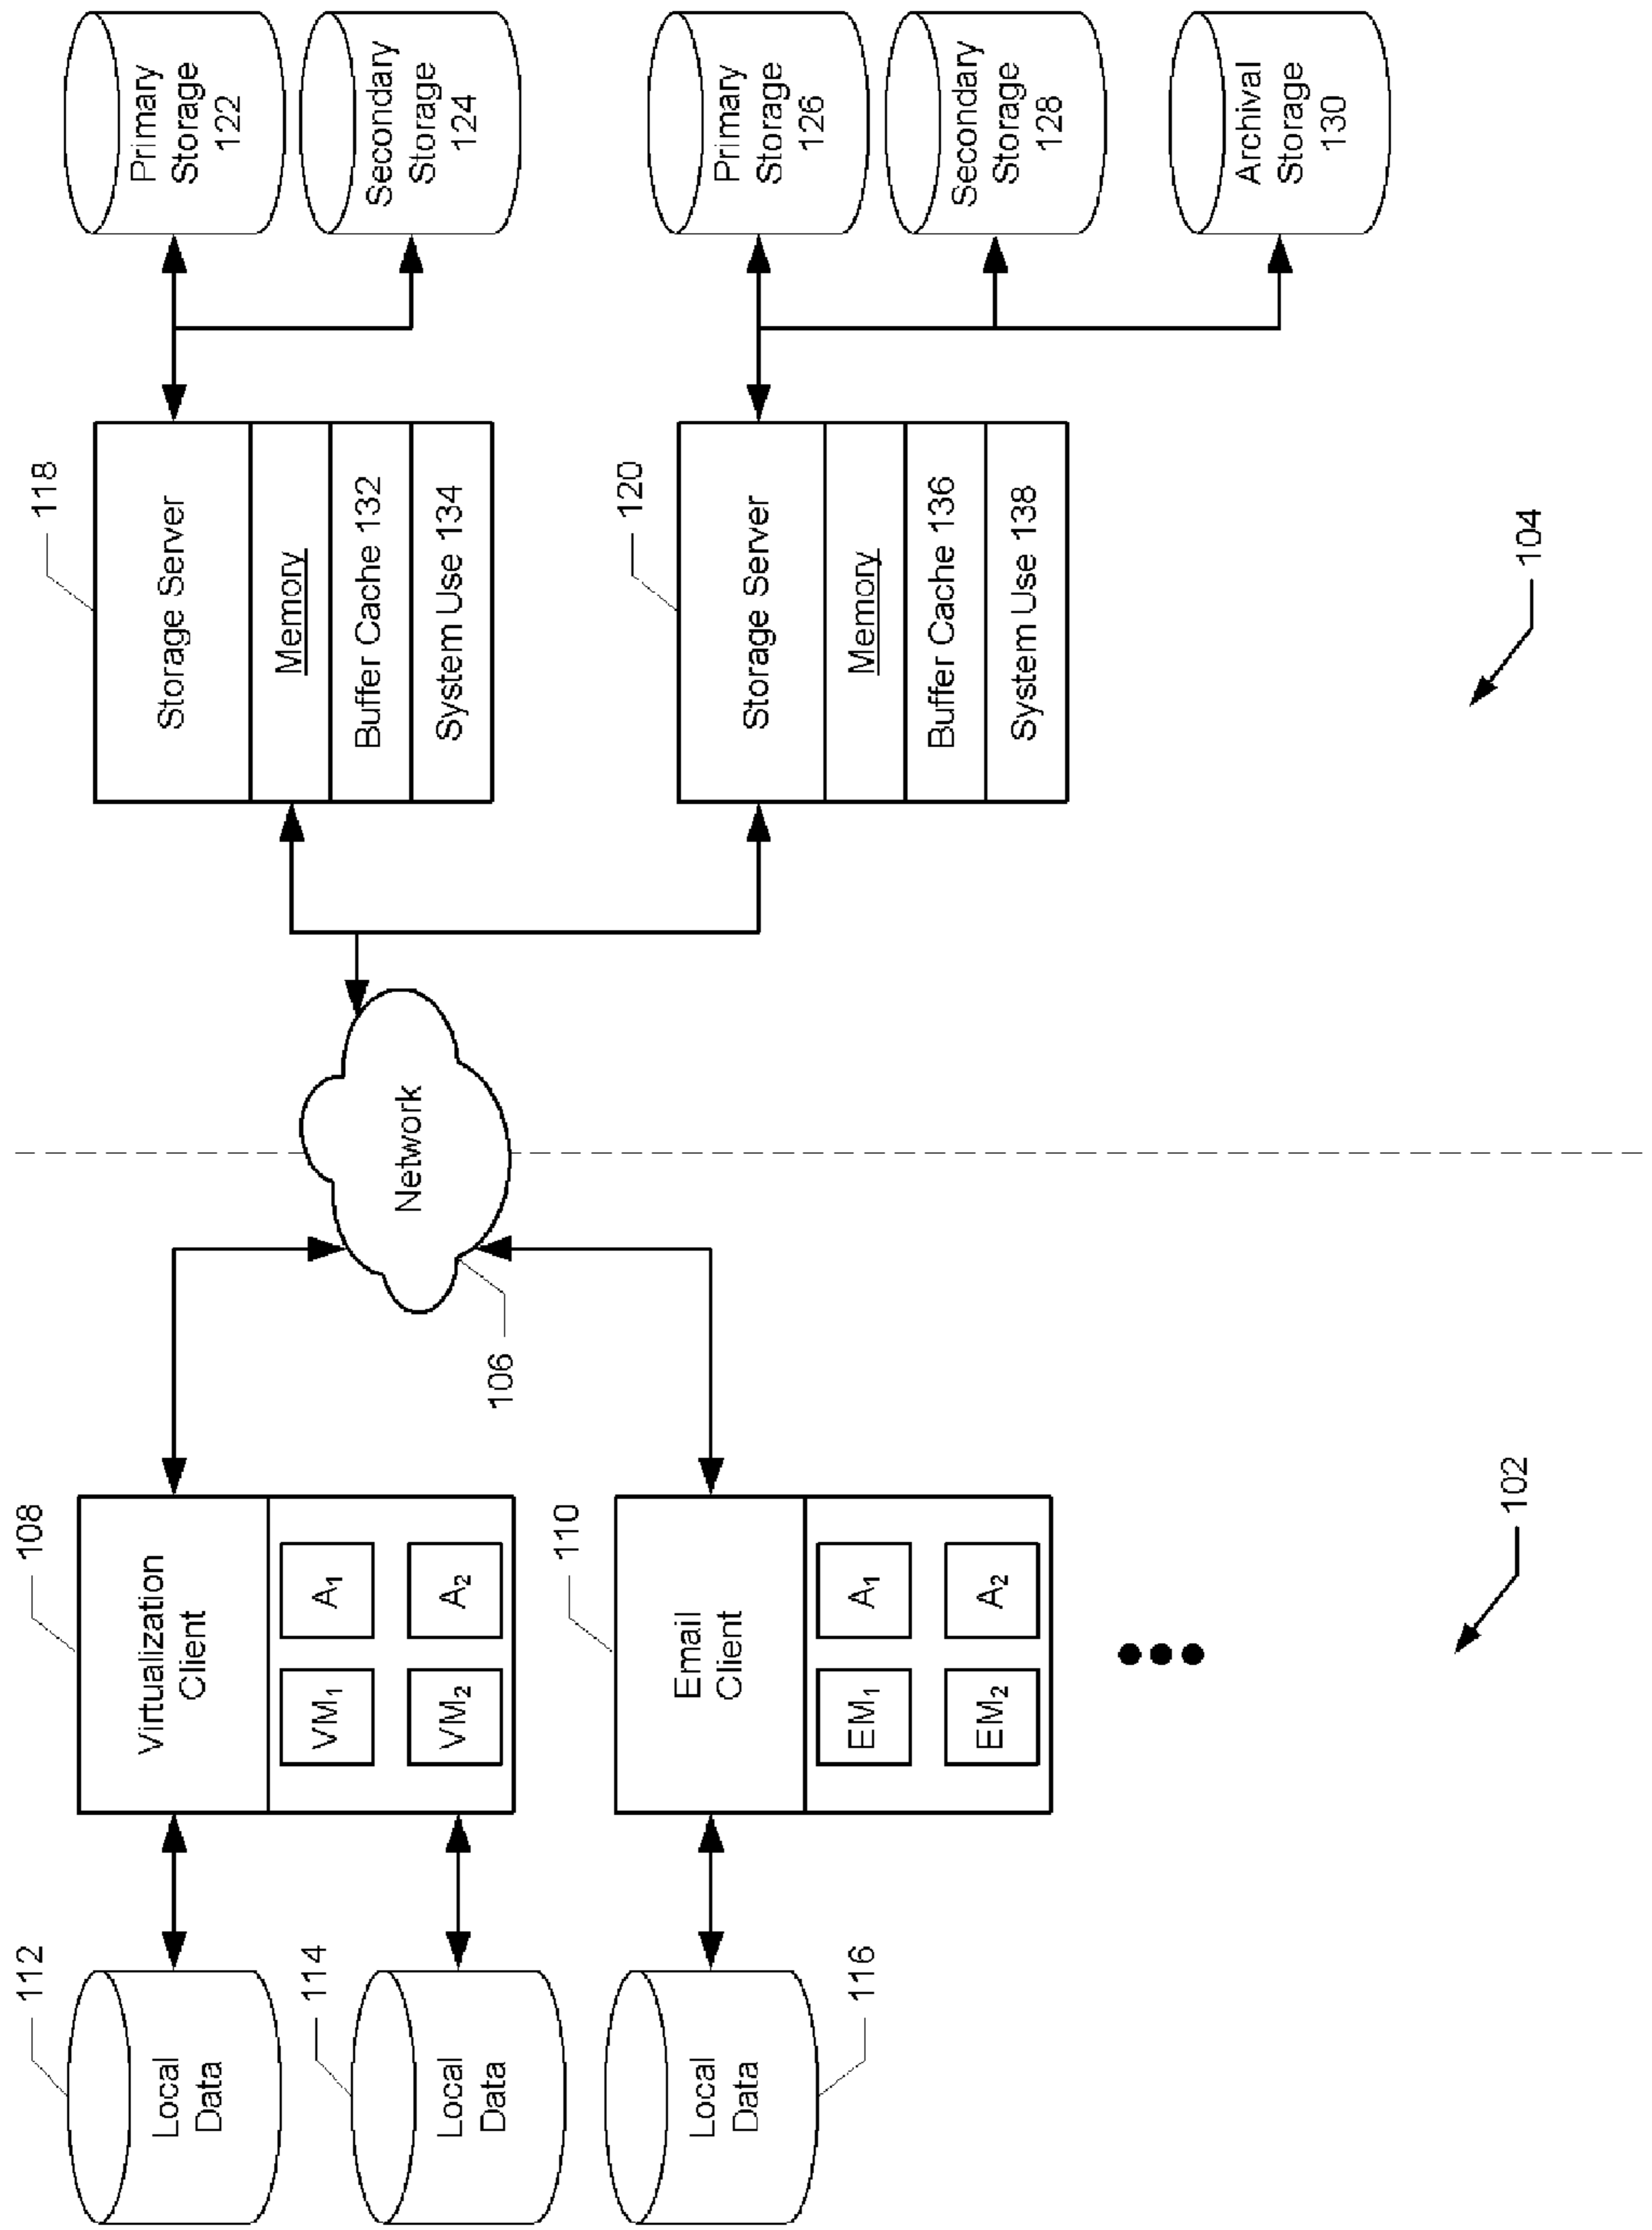 112
Local
Data
114
Local
Data
116
Local
Data
108
Virtualization
Client
VM1
A1
VM2
A2
110
Email
Client
EM1
A1
EM2
A2
102
106
Network
118
Storage Server
Memory
Buffer Cache 132
System Use 134
120
Storage Server
Memory
Buffer Cache 136
System Use 138
104
Primary
Storage
122
Secondary
Storage
124
Primary
Storage
126
Secondary
Storage
128
Archival
Storage
130